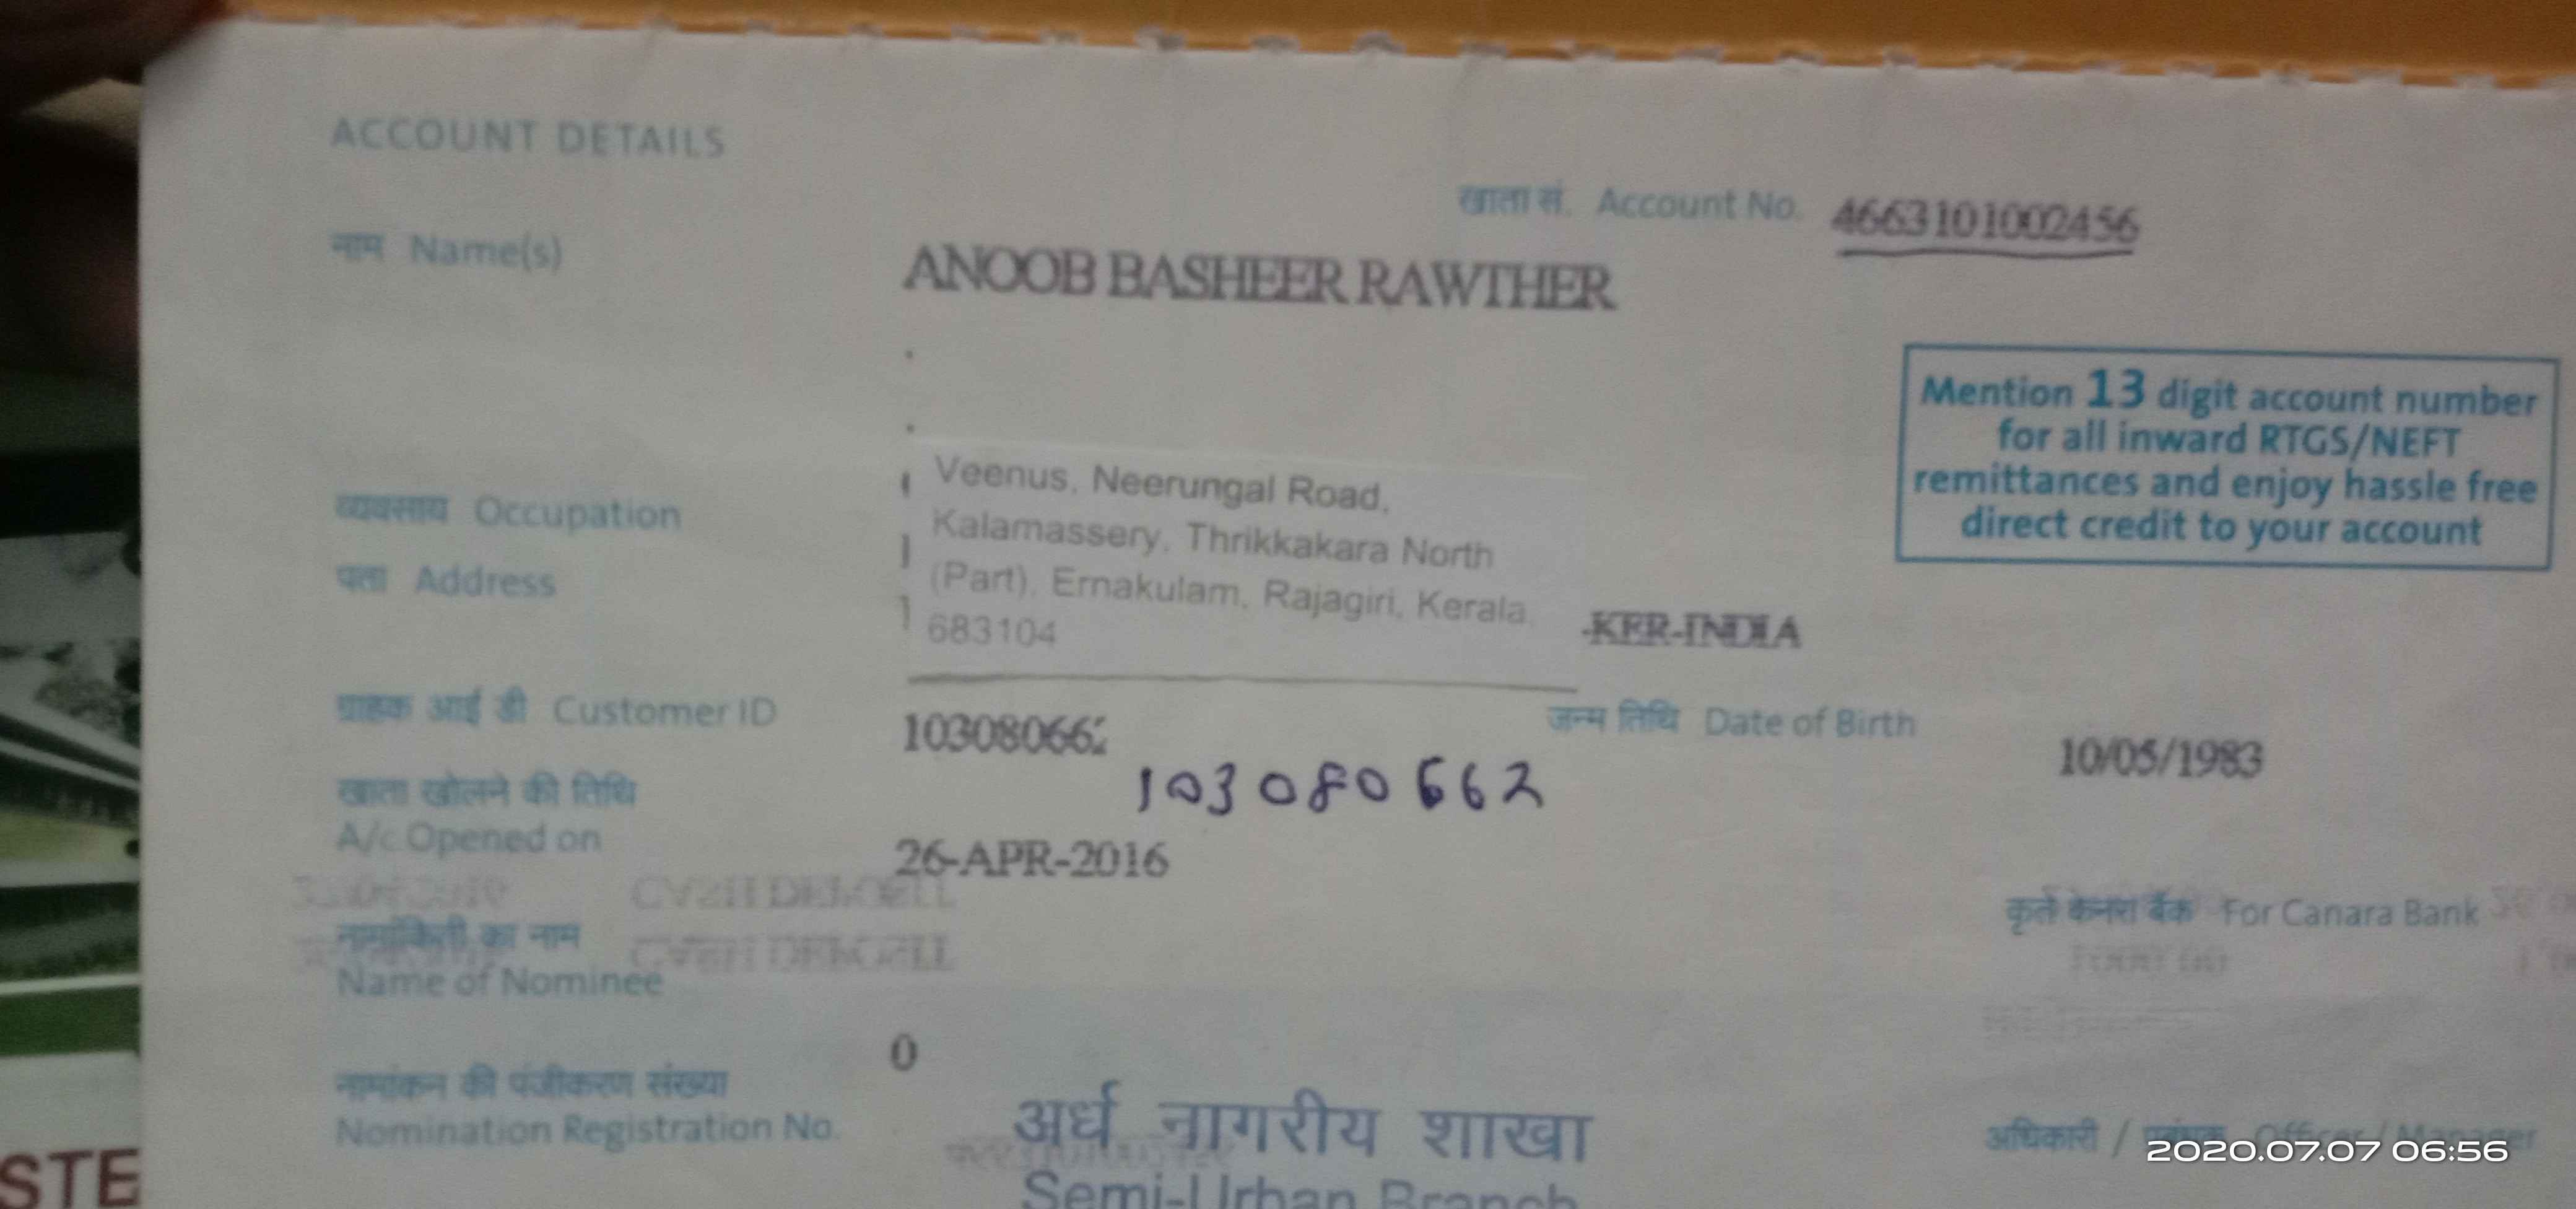 ACCOUNT DETAILS
खाता सं. Account No. 4663101002456
नाम Name(s) ANOOB BASHEER RAWTHER
Mention 13 digit account number
for all inward RTGS/NEFT
remittances and enjoy hassle free
direct credit to your account
व्यवसाय Occupation
पता Address
Veenus, Neerungal Road,
Kalamassery, Thrikkakara North
(Part), Ernakulam, Rajagiri, Kerala,
683104
-KER-INDIA
ग्राहक आई डी Customer ID 103080662
जन्म तिथि Date of Birth 10/05/1983
103080662
खाता खोलने की तिथि
A/c Opened on 26-APR-2016
कृते केनरा बैंक For Canara Bank
नामांकिती का नाम
Name of Nominee
0
नामांकन की पंजीकरण संख्या
Nomination Registration No.
अर्ध नागरीय शाखा
Semi-Urban Branch
अधिकारी / प्रबंधक Officer / Manager
2020.07.07 06:56
STE